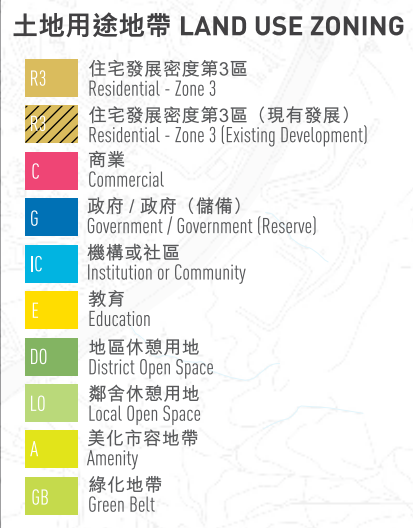 土地用途地帶 LAND USE ZONING
R3 住宅發展密度第3區
Residential - Zone 3
R3 住宅發展密度第3區（現有發展）
Residential - Zone 3 (Existing Development)
C 商業
Commercial
G 政府 / 政府（儲備）
Government / Government (Reserve)
IC 機構或社區
Institution or Community
E 教育
Education
DO 地區休憩用地
District Open Space
LO 鄰舍休憩用地
Local Open Space
A 美化市容地帶
Amenity
GB 綠化地帶
Green Belt